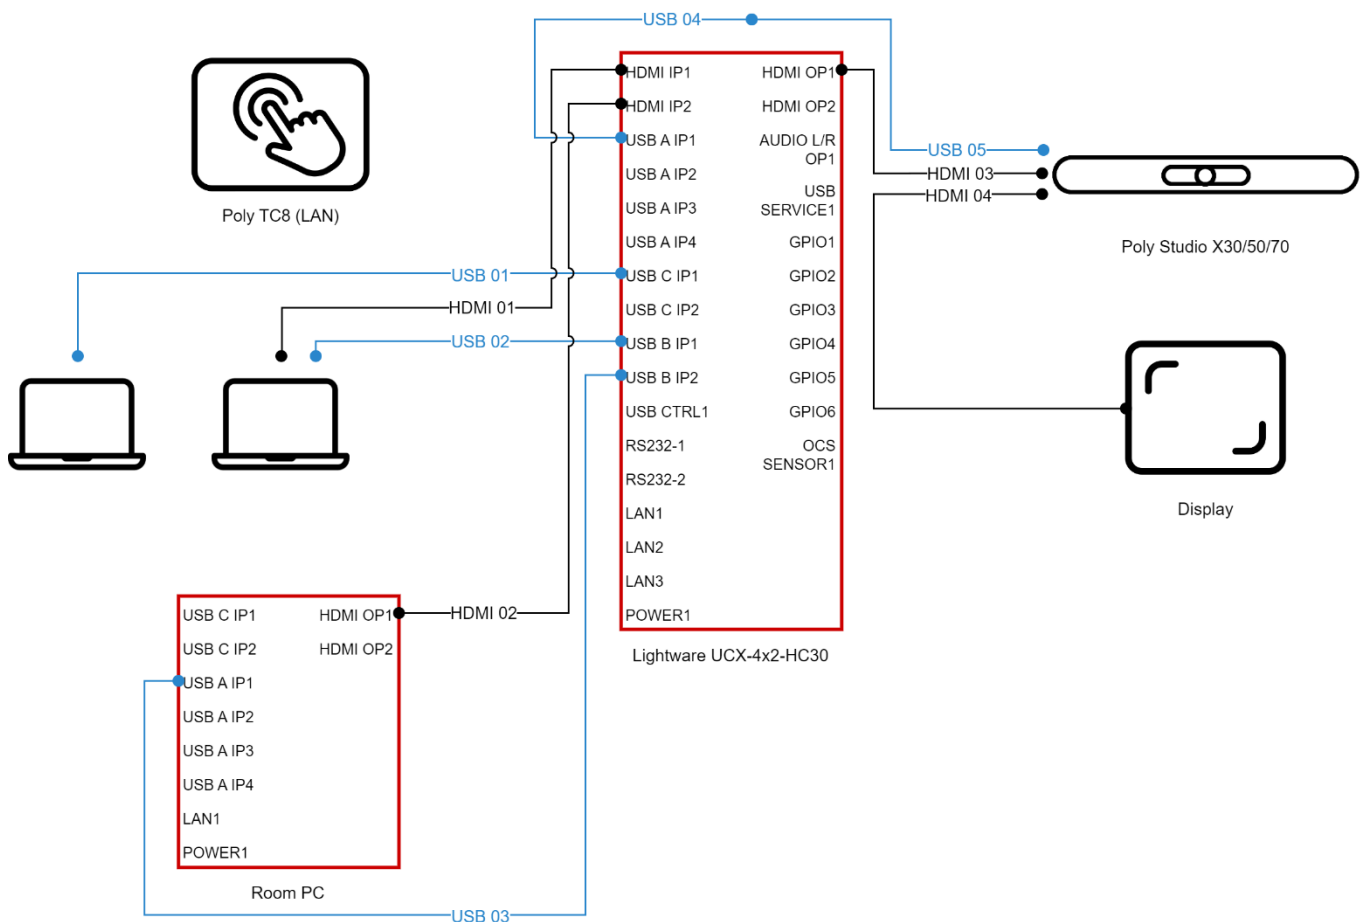 USB 04
HDMI IP1
HDMI IP2
USB A IP1
USB A IP2
USB A IP3
USB A IP4
USB C IP1
USB C IP2
USB B IP1
USB B IP2
USB CTRL1
RS232-1
RS232-2
LAN1
LAN2
LAN3
POWER1
HDMI OP1
HDMI OP2
AUDIO L/R
OP1
USB
SERVICE1
GPIO1
GPIO2
GPIO3
GPIO4
GPIO5
GPIO6
OCS
SENSOR1
Lightware UCX-4x2-HC30
Poly TC8 (LAN)
USB 05
HDMI 03
HDMI 04
Poly Studio X30/50/70
USB 01
HDMI 01
USB 02
Display
USB C IP1
USB C IP2
USB A IP1
USB A IP2
USB A IP3
USB A IP4
LAN1
POWER1
HDMI OP1
HDMI OP2
HDMI 02
Room PC
USB 03